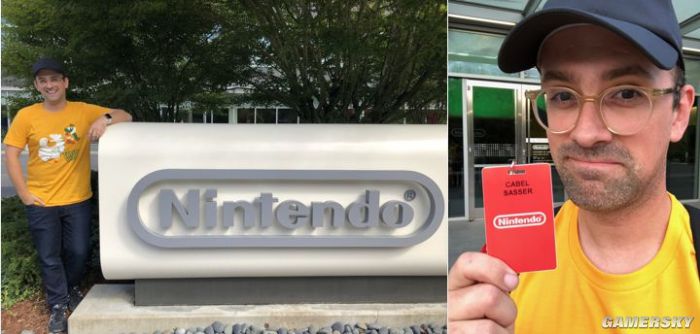 Nintendo®
CABEL
SASSER
Nintendo
GAMERSKY